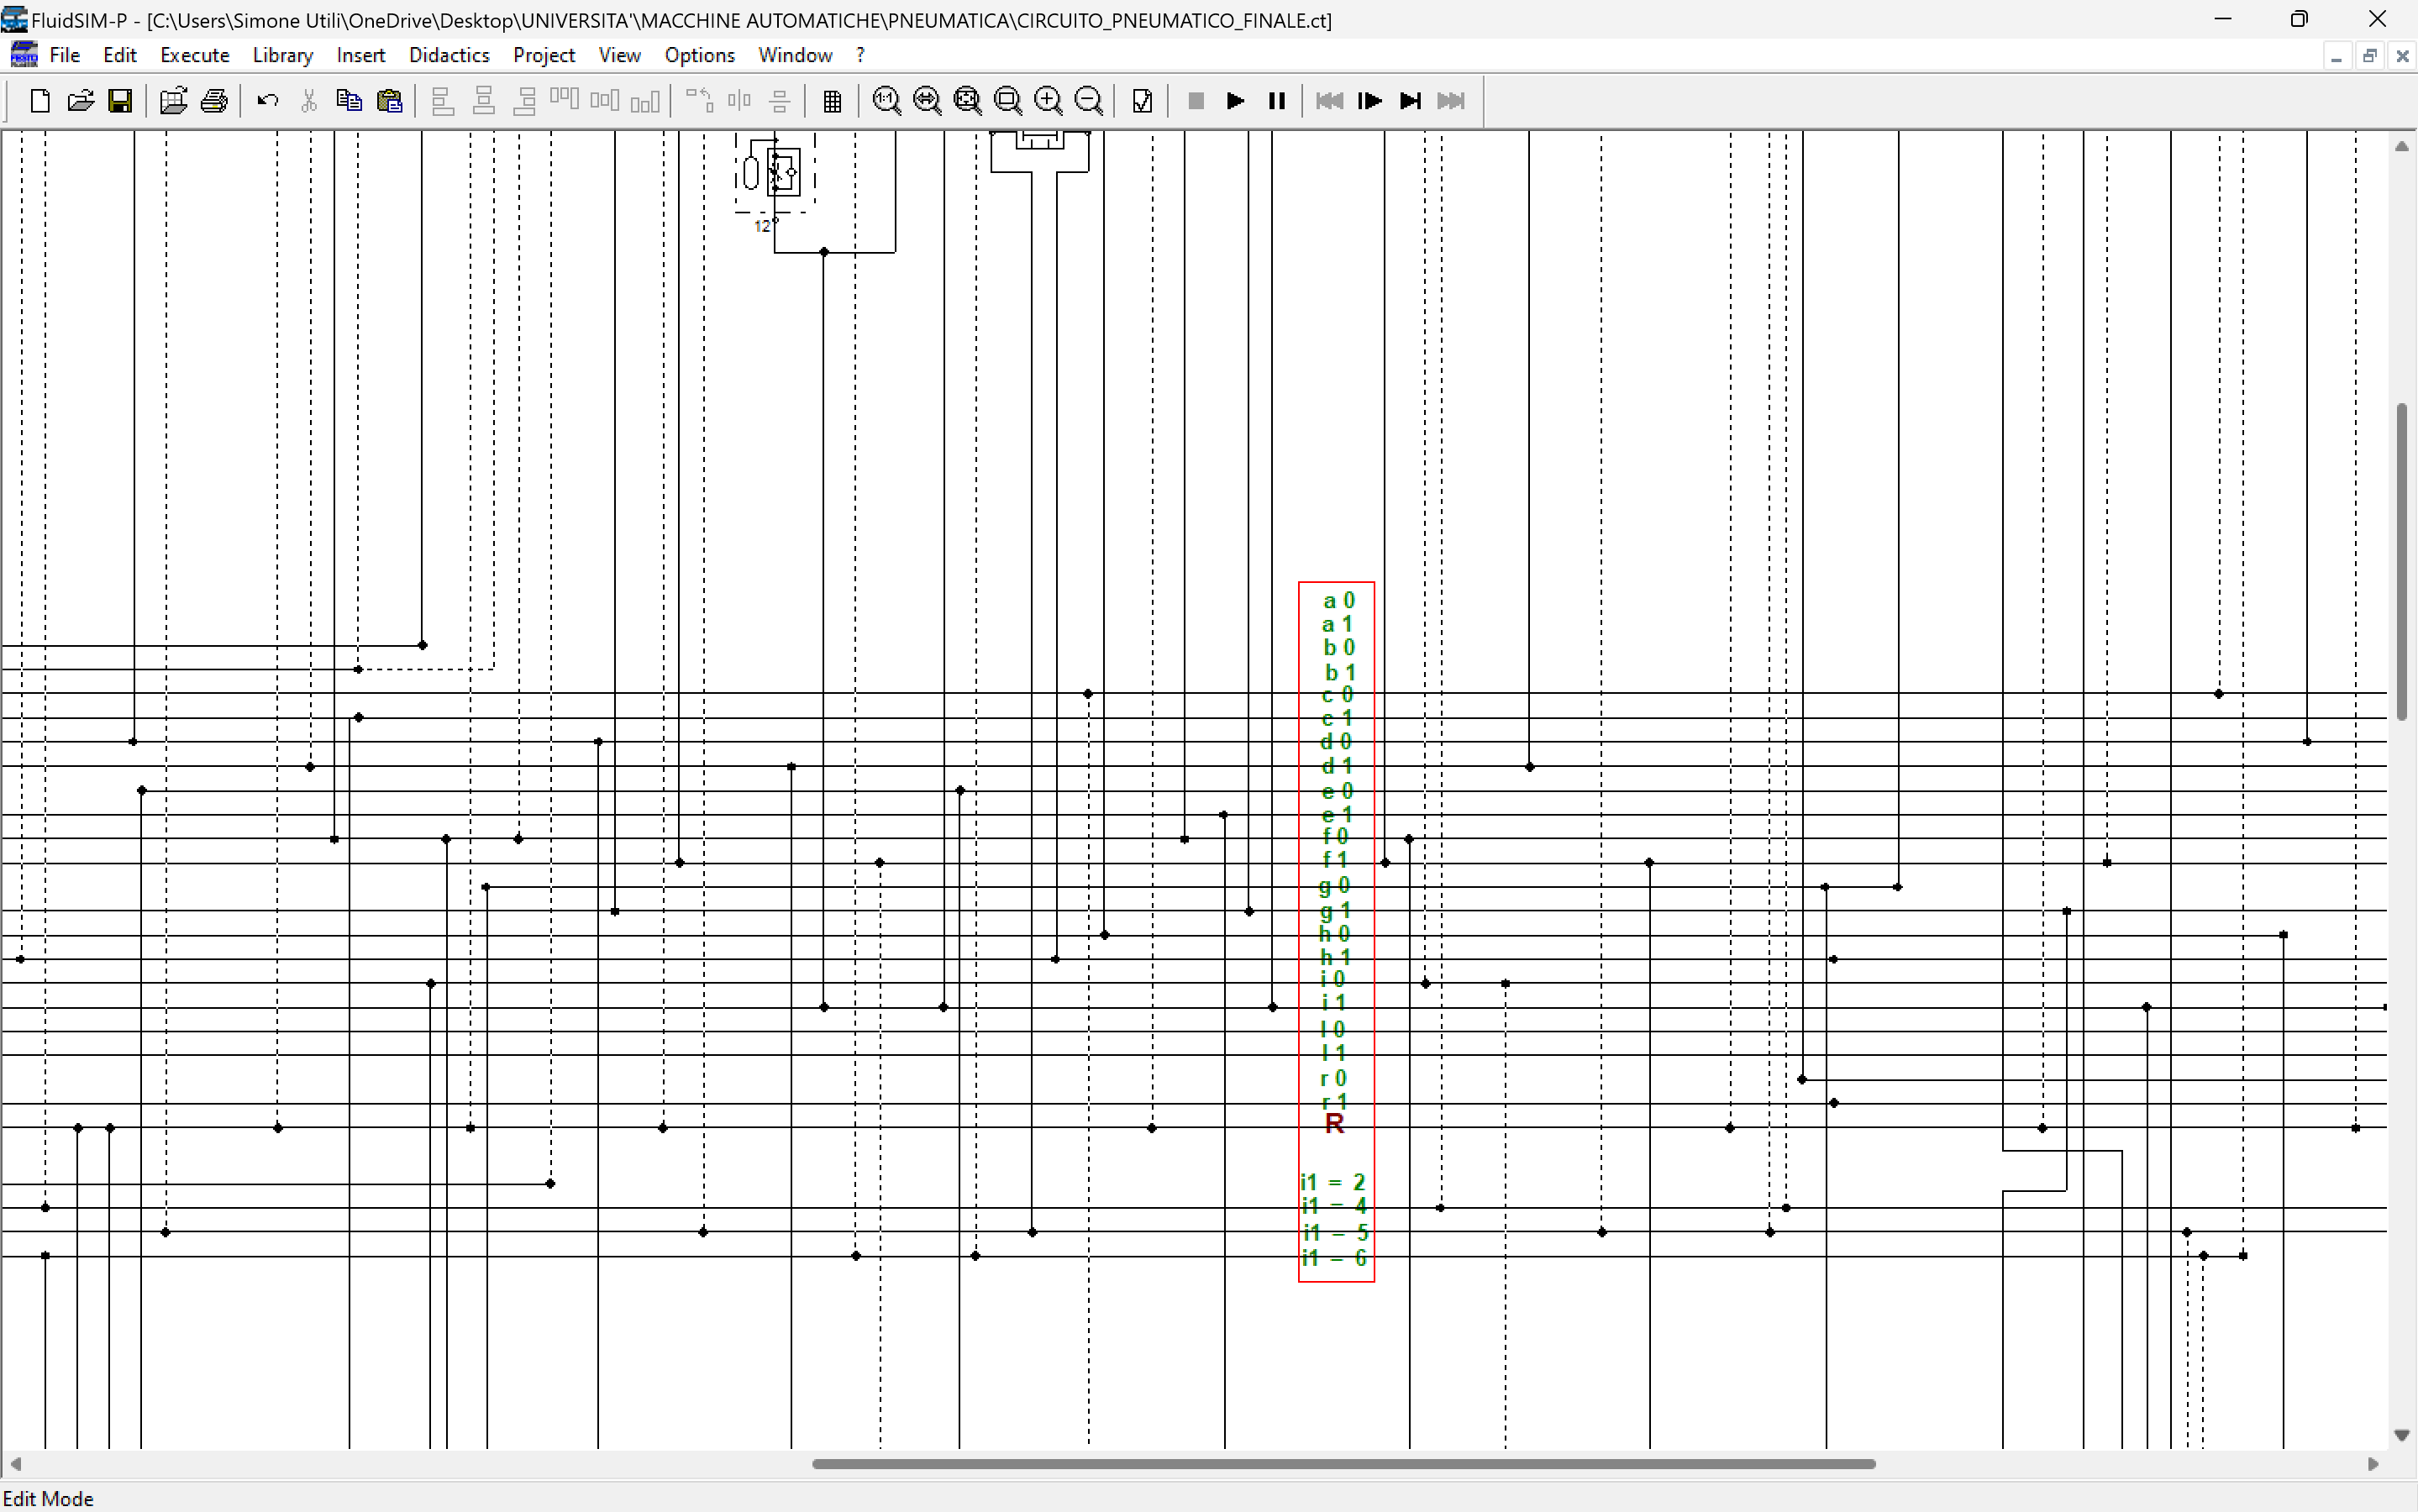 FluidSIM-P - [C:\Users\Simone Utili\OneDrive\Desktop\UNIVERSITA'\MACCHINE AUTOMATICHE\PNEUMATICA\CIRCUITO_PNEUMATICO_FINALE.ct]
File Edit Execute Library Insert Didactics Project View Options Window ?
1:1
12
a 0
a 1
b 0
b 1
c 0
c 1
d 0
d 1
e 0
e 1
f 0
f 1
g 0
g 1
h 0
h 1
i 0
i 1
l 0
l 1
r 0
r 1
R
i1 = 2
i1 = 4
i1 = 5
i1 = 6
Edit Mode